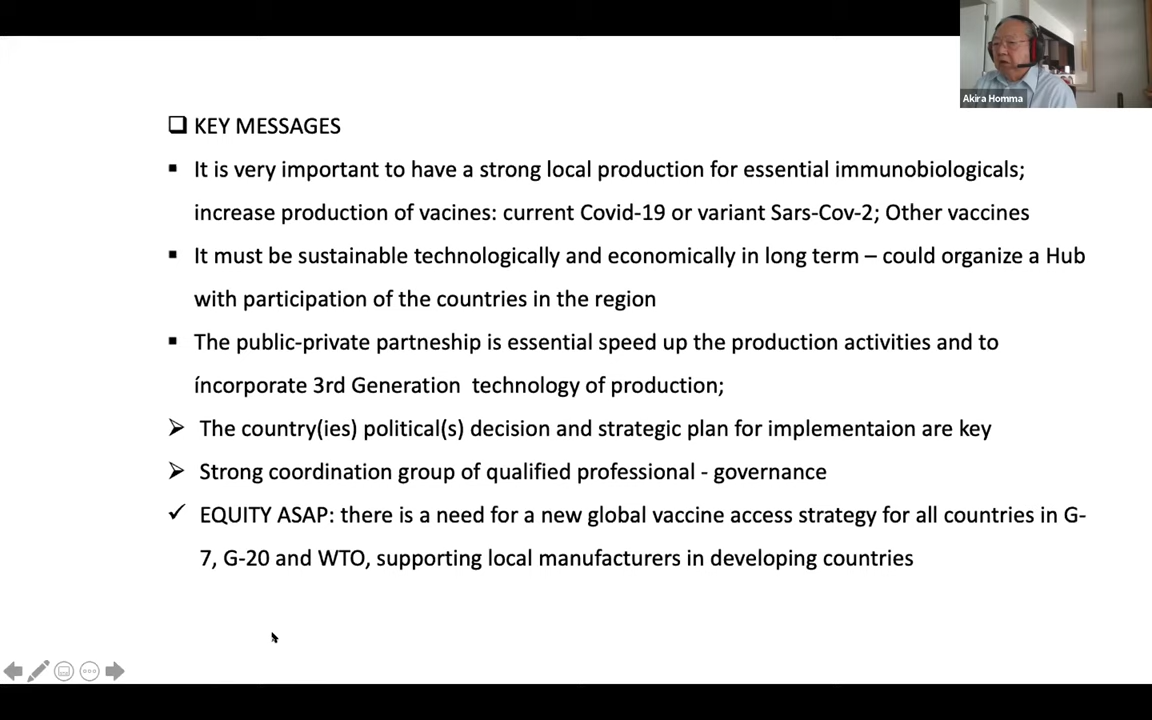 Akira Homma
KEY MESSAGES
It is very important to have a strong local production for essential immunobiologicals;
increase production of vacines: current Covid-19 or variant Sars-Cov-2; Other vaccines
It must be sustainable technologically and economically in long term – could organize a Hub
with participation of the countries in the region
The public-private partneship is essential speed up the production activities and to
íncorporate 3rd Generation technology of production;
The country(ies) political(s) decision and strategic plan for implementaion are key
Strong coordination group of qualified professional - governance
EQUITY ASAP: there is a need for a new global vaccine access strategy for all countries in G-
7, G-20 and WTO, supporting local manufacturers in developing countries